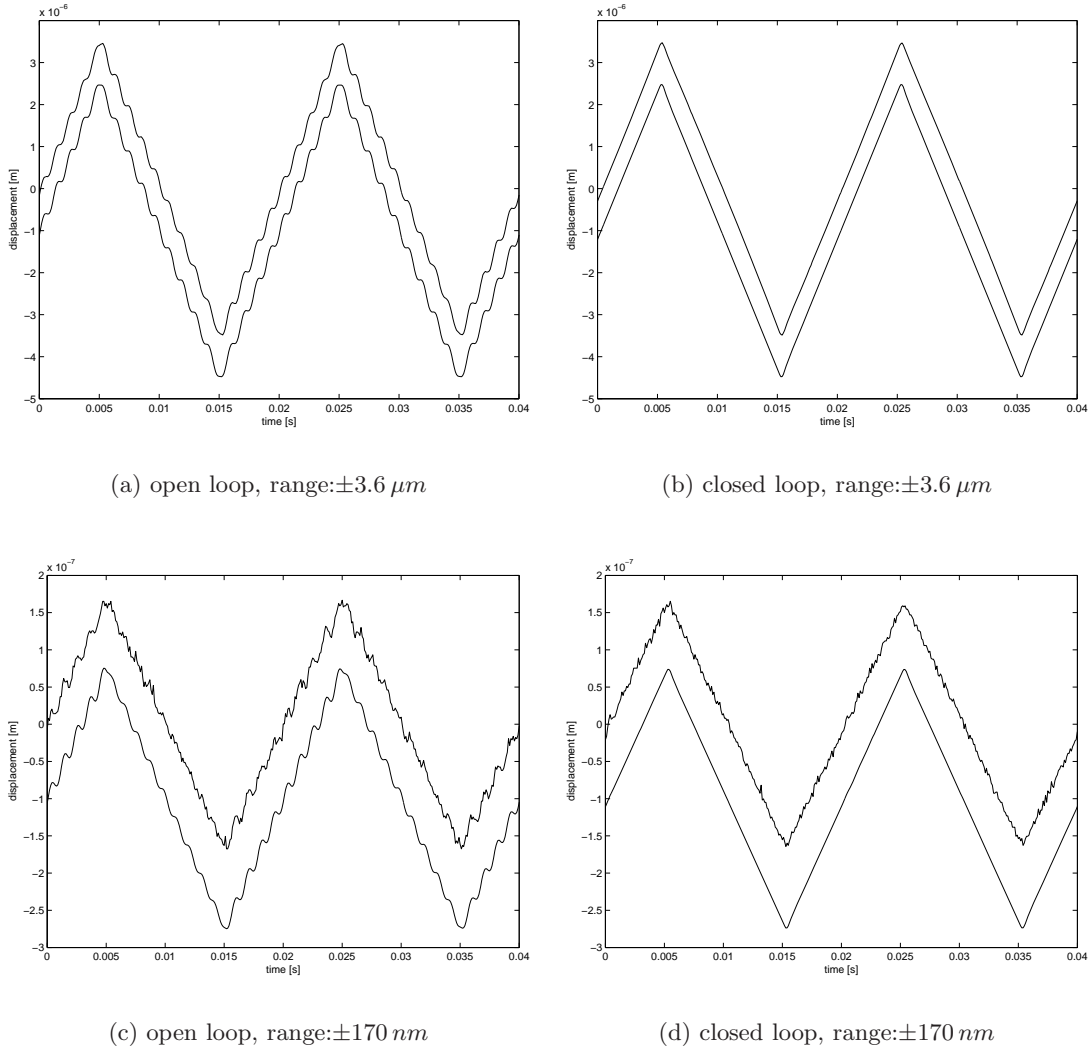 x 10⁻⁶
3
2
1
0
−1
−2
−3
−4
−5
displacement [m]
0 0.005 0.01 0.015 0.02 0.025 0.03 0.035 0.04
time [s]
(a) open loop, range:±3.6 μm
x 10⁻⁶
3
2
1
0
−1
−2
−3
−4
−5
displacement [m]
0 0.005 0.01 0.015 0.02 0.025 0.03 0.035 0.04
time [s]
(b) closed loop, range:±3.6 μm
x 10⁻⁷
2
1.5
1
0.5
0
−0.5
−1
−1.5
−2
−2.5
−3
displacement [m]
0 0.005 0.01 0.015 0.02 0.025 0.03 0.035 0.04
time [s]
(c) open loop, range:±170 nm
x 10⁻⁷
2
1.5
1
0.5
0
−0.5
−1
−1.5
−2
−2.5
−3
displacement [m]
0 0.005 0.01 0.015 0.02 0.025 0.03 0.035 0.04
time [s]
(d) closed loop, range:±170 nm